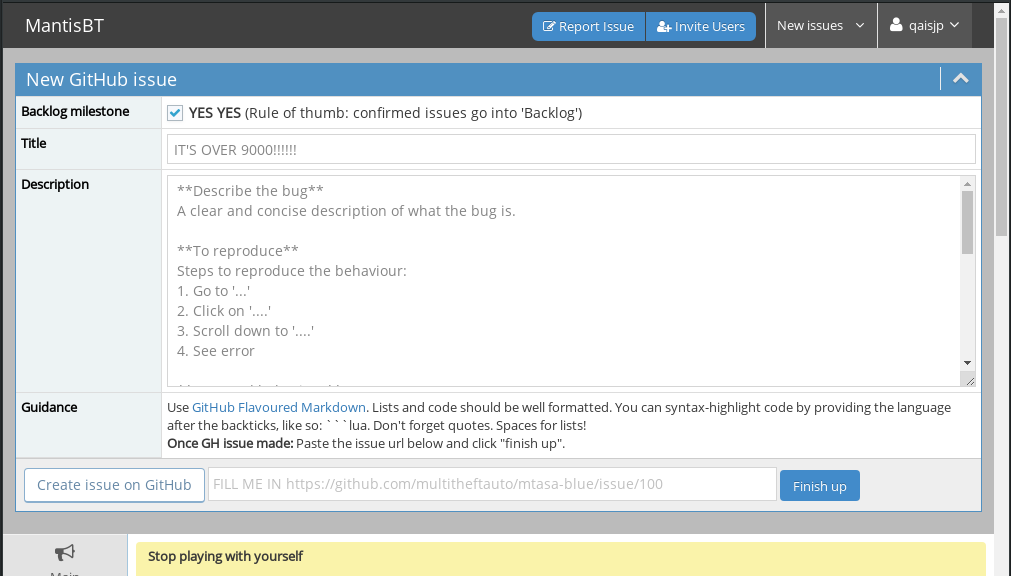 MantisBT
Report Issue
Invite Users
New issues
qaisjp
New GitHub issue
Backlog milestone
YES YES (Rule of thumb: confirmed issues go into 'Backlog')
Title
IT'S OVER 9000!!!!!!
Description
**Describe the bug**
A clear and concise description of what the bug is.
**To reproduce**
Steps to reproduce the behaviour:
1. Go to '...'
2. Click on '....'
3. Scroll down to '....'
4. See error
Guidance
Use GitHub Flavoured Markdown. Lists and code should be well formatted. You can syntax-highlight code by providing the language
after the backticks, like so: ```lua. Don't forget quotes. Spaces for lists!
Once GH issue made: Paste the issue url below and click "finish up".
Create issue on GitHub
FILL ME IN https://github.com/multitheftauto/mtasa-blue/issue/100
Finish up
Stop playing with yourself